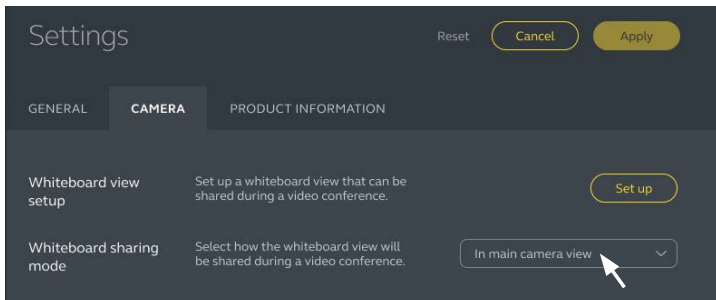 Settings
Reset
Cancel
Apply
GENERAL
CAMERA
PRODUCT INFORMATION
Whiteboard view
setup
Set up a whiteboard view that can be
shared during a video conference.
Set up
Whiteboard sharing
mode
Select how the whiteboard view will
be shared during a video conference.
In main camera view